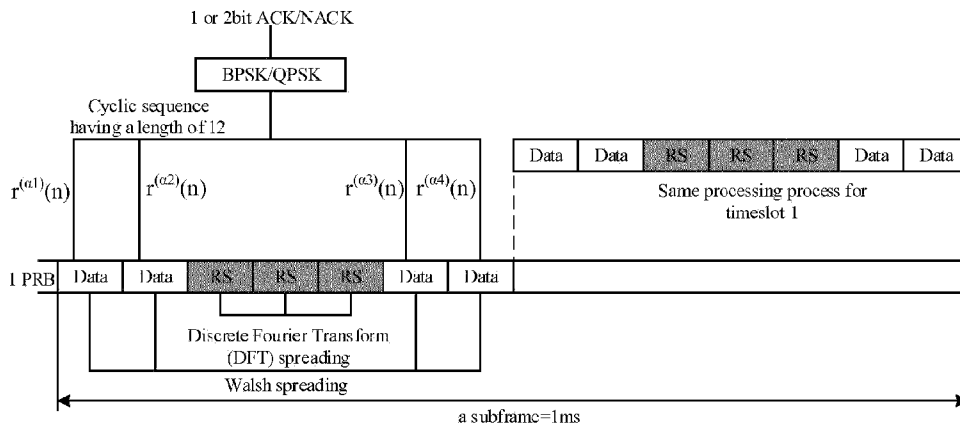 1 or 2bit ACK/NACK
BPSK/QPSK
Cyclic sequence
having a length of 12
r^(α1)(n)
r^(α2)(n)
r^(α3)(n)
r^(α4)(n)
Data Data RS RS RS Data Data
Same processing process for
timeslot 1
1 PRB
Data Data RS RS RS Data Data
Discrete Fourier Transform
(DFT) spreading
Walsh spreading
a subframe=1ms